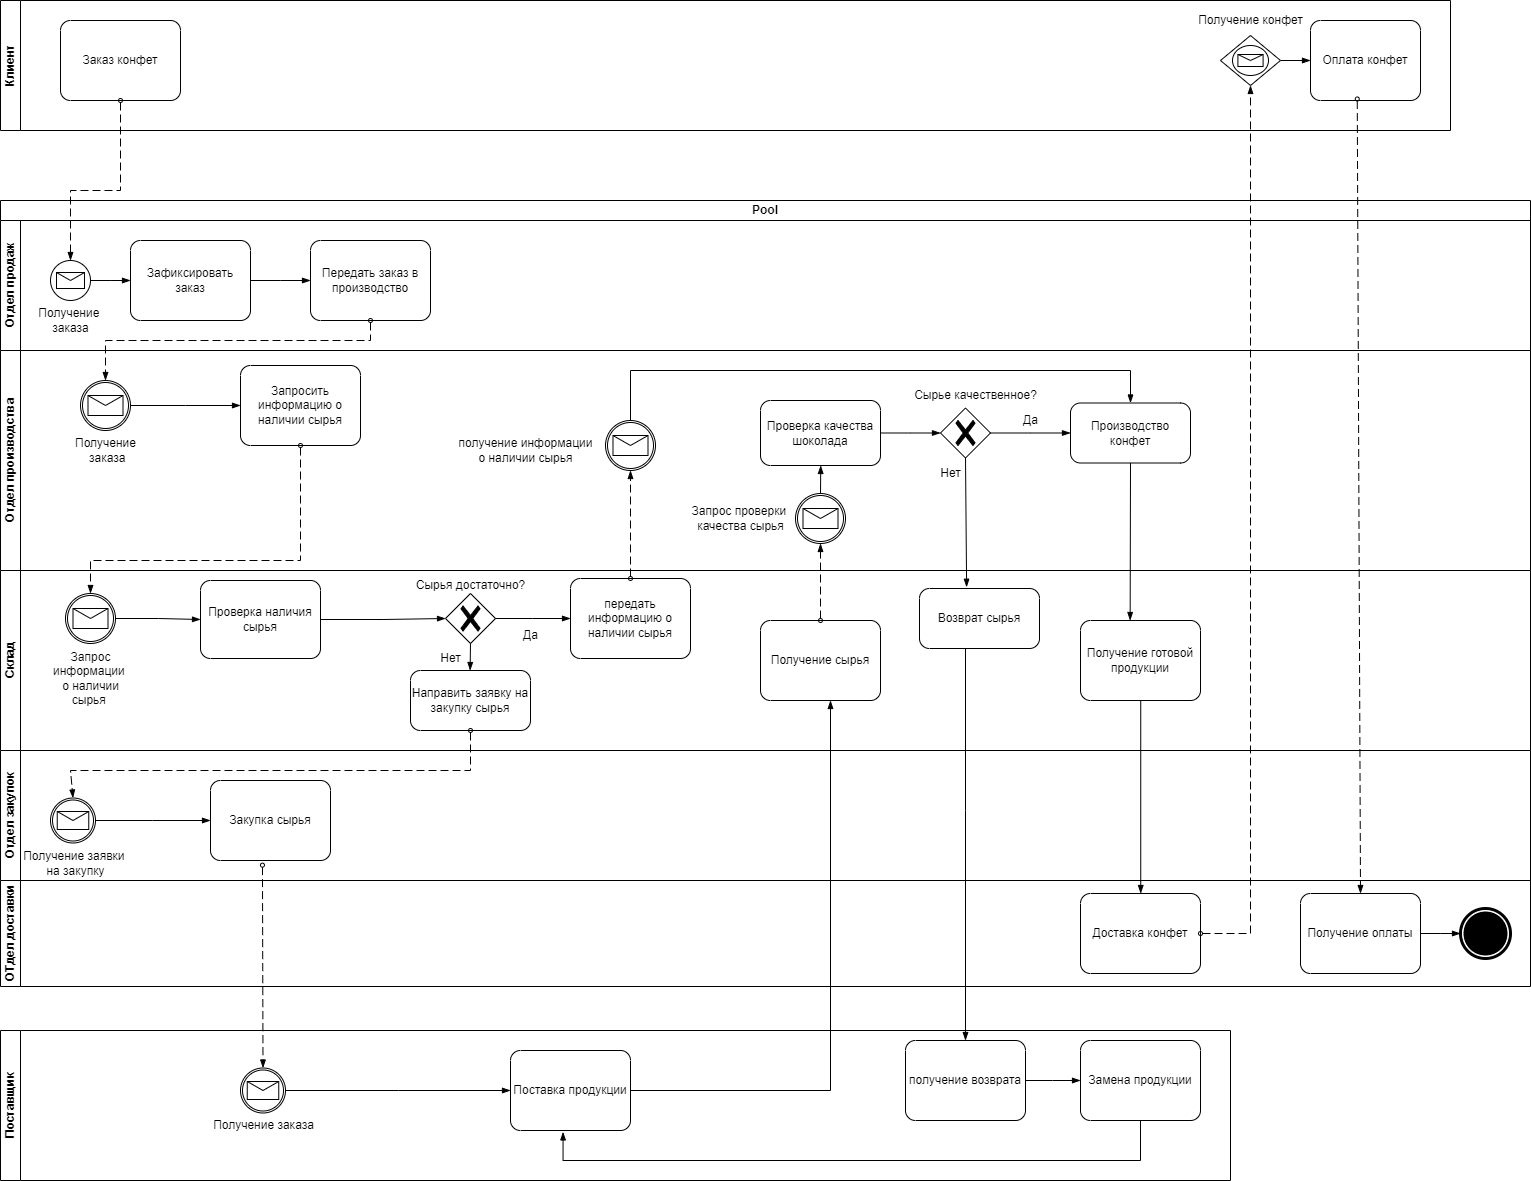 Клиент
Заказ конфет
Получение конфет
Оплата конфет
Pool
Отдел продаж
Получение
заказа
Зафиксировать
заказ
Передать заказ в
производство
Отдел производства
Получение
заказа
Запросить
информацию о
наличии сырья
получение информации
о наличии сырья
Запрос проверки
качества сырья
Проверка качества
шоколада
Сырье качественное?
Да
Нет
Производство
конфет
Склад
Запрос
информации
о наличии
сырья
Проверка наличия
сырья
Сырья достаточно?
Да
Нет
передать
информацию о
наличии сырья
Направить заявку на
закупку сырья
Получение сырья
Возврат сырья
Получение готовой
продукции
Отдел закупок
Получение заявки
на закупку
Закупка сырья
ОТдел доставки
Доставка конфет
Получение оплаты
Поставщик
Получение заказа
Поставка продукции
получение возврата
Замена продукции